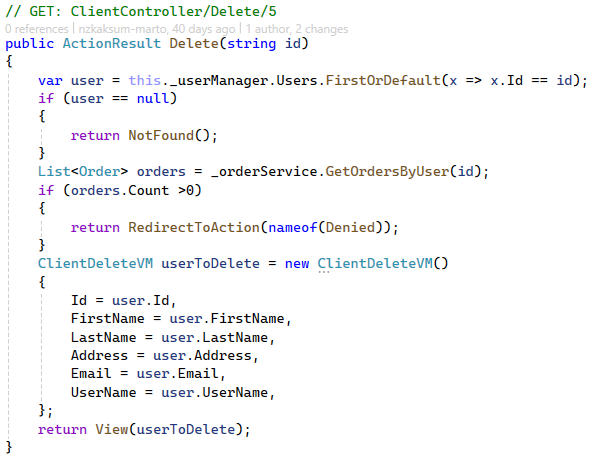 // GET: ClientController/Delete/5
0 references | nzkaksum-marto, 40 days ago | 1 author, 2 changes
public ActionResult Delete(string id)
{
    var user = this._userManager.Users.FirstOrDefault(x => x.Id == id);
    if (user == null)
    {
        return NotFound();
    }
    List<Order> orders = _orderService.GetOrdersByUser(id);
    if (orders.Count >0)
    {
        return RedirectToAction(nameof(Denied));
    }
    ClientDeleteVM userToDelete = new ClientDeleteVM()
    {
        Id = user.Id,
        FirstName = user.FirstName,
        LastName = user.LastName,
        Address = user.Address,
        Email = user.Email,
        UserName = user.UserName,
    };
    return View(userToDelete);
}